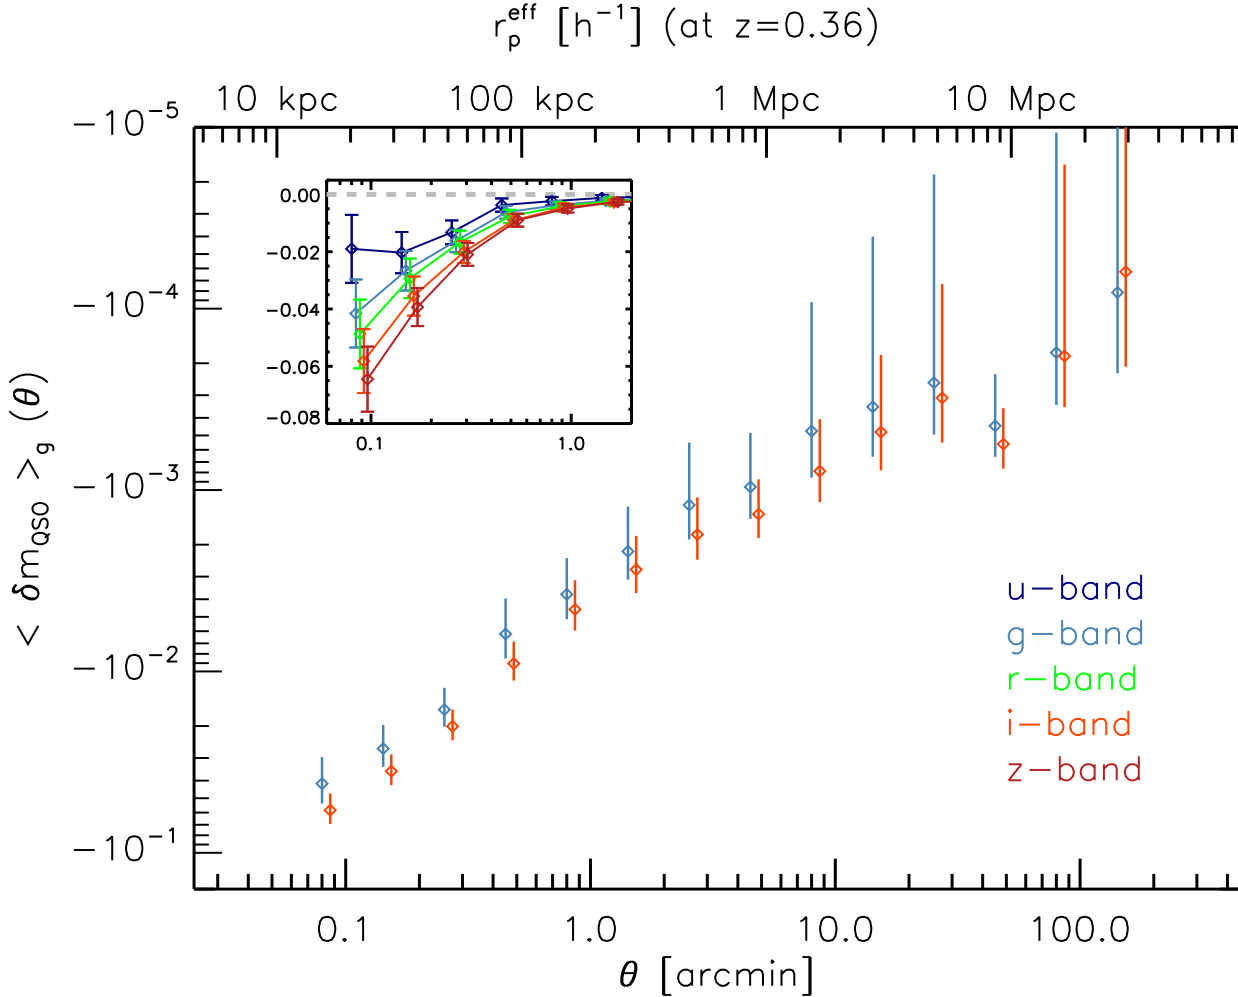 r_p^eff [h⁻¹] (at z=0.36)
10 kpc 100 kpc 1 Mpc 10 Mpc
−10⁻⁵
−10⁻⁴
−10⁻³
−10⁻²
−10⁻¹
< δm_QSO >_g (θ)
0.00
−0.02
−0.04
−0.06
−0.08
0.1 1.0
u−band
g−band
r−band
i−band
z−band
0.1 1.0 10.0 100.0
θ [arcmin]